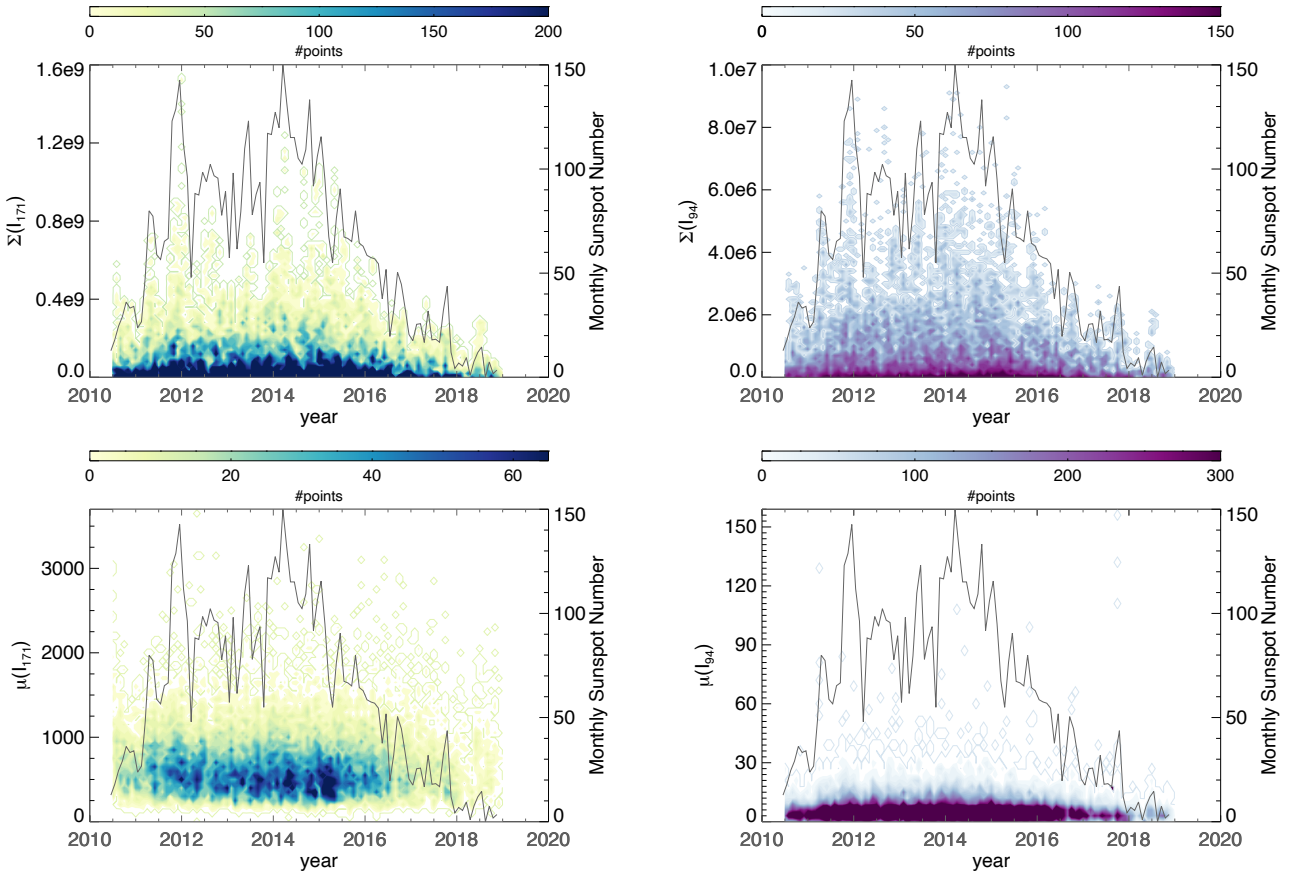 0 50 100 150 200
#points
1.6e9
1.2e9
0.8e9
0.4e9
0.0
Σ(I171)
150
100
50
0
Monthly Sunspot Number
2010 2012 2014 2016 2018 2020
year
0 50 100 150
#points
1.0e7
8.0e6
6.0e6
4.0e6
2.0e6
0.0
Σ(I94)
150
100
50
0
Monthly Sunspot Number
2010 2012 2014 2016 2018 2020
year
0 20 40 60
#points
3000
2000
1000
0
μ(I171)
150
100
50
0
Monthly Sunspot Number
2010 2012 2014 2016 2018 2020
year
0 100 200 300
#points
150
120
90
60
30
0
μ(I94)
150
100
50
0
Monthly Sunspot Number
2010 2012 2014 2016 2018 2020
year